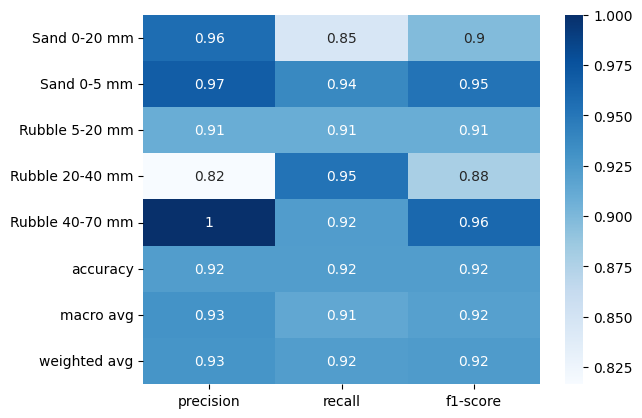 Sand 0-20 mm 0.96 0.85 0.9
Sand 0-5 mm 0.97 0.94 0.95
Rubble 5-20 mm 0.91 0.91 0.91
Rubble 20-40 mm 0.82 0.95 0.88
Rubble 40-70 mm 1 0.92 0.96
accuracy 0.92 0.92 0.92
macro avg 0.93 0.91 0.92
weighted avg 0.93 0.92 0.92
precision recall f1-score
1.000
0.975
0.950
0.925
0.900
0.875
0.850
0.825